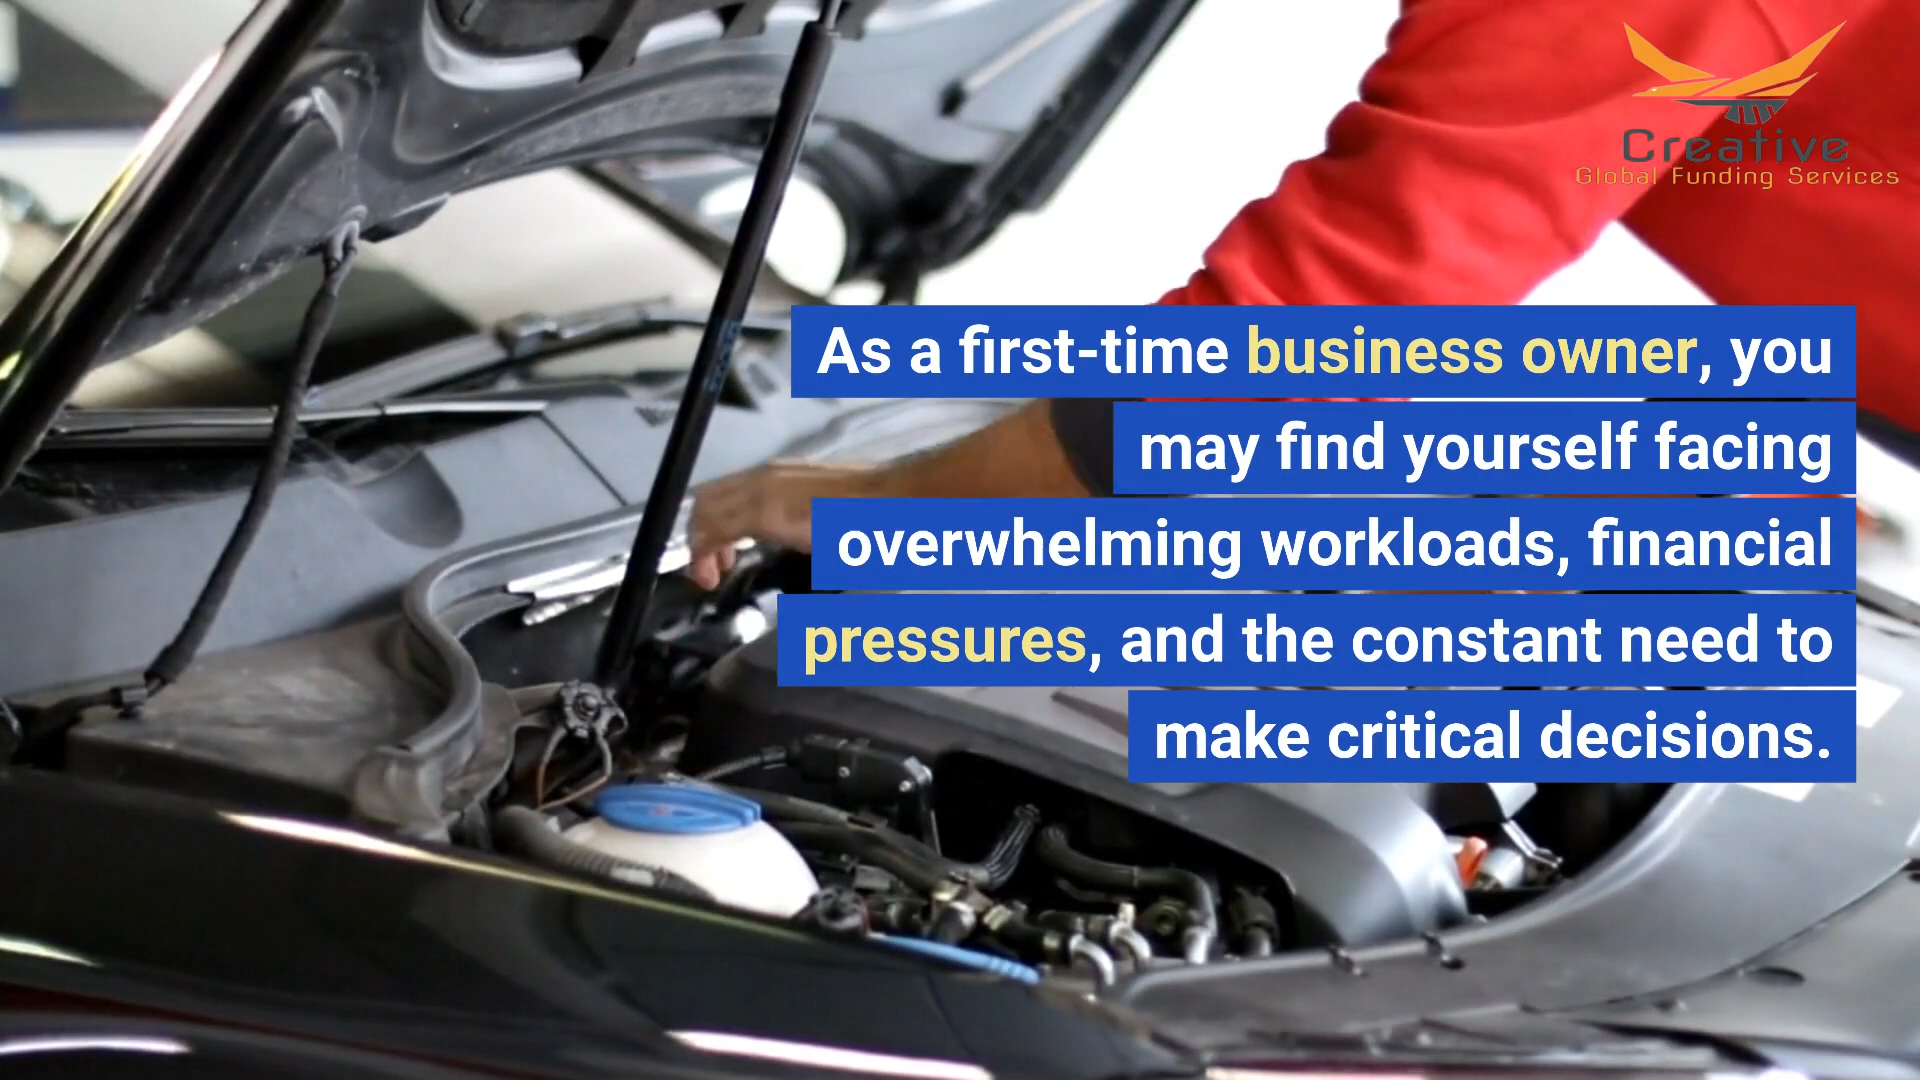 Creative
Global Funding Services
As a first-time business owner, you
may find yourself facing
overwhelming workloads, financial
pressures, and the constant need to
make critical decisions.